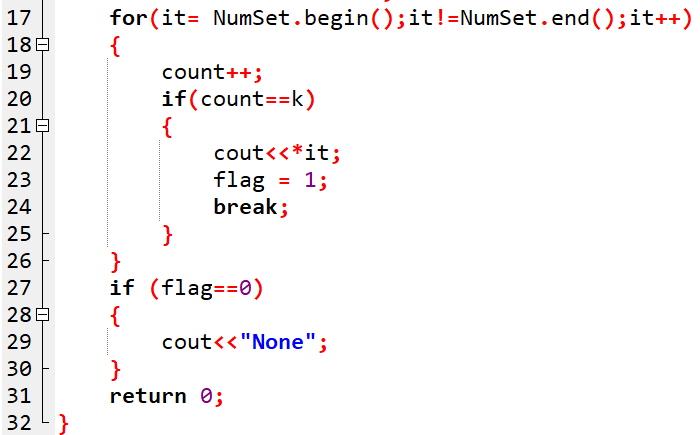 17 for(it= NumSet.begin();it!=NumSet.end();it++)
18 {
19 count++;
20 if(count==k)
21 {
22 cout<<*it;
23 flag = 1;
24 break;
25 }
26 }
27 if (flag==0)
28 {
29 cout<<"None";
30 }
31 return 0;
32 }